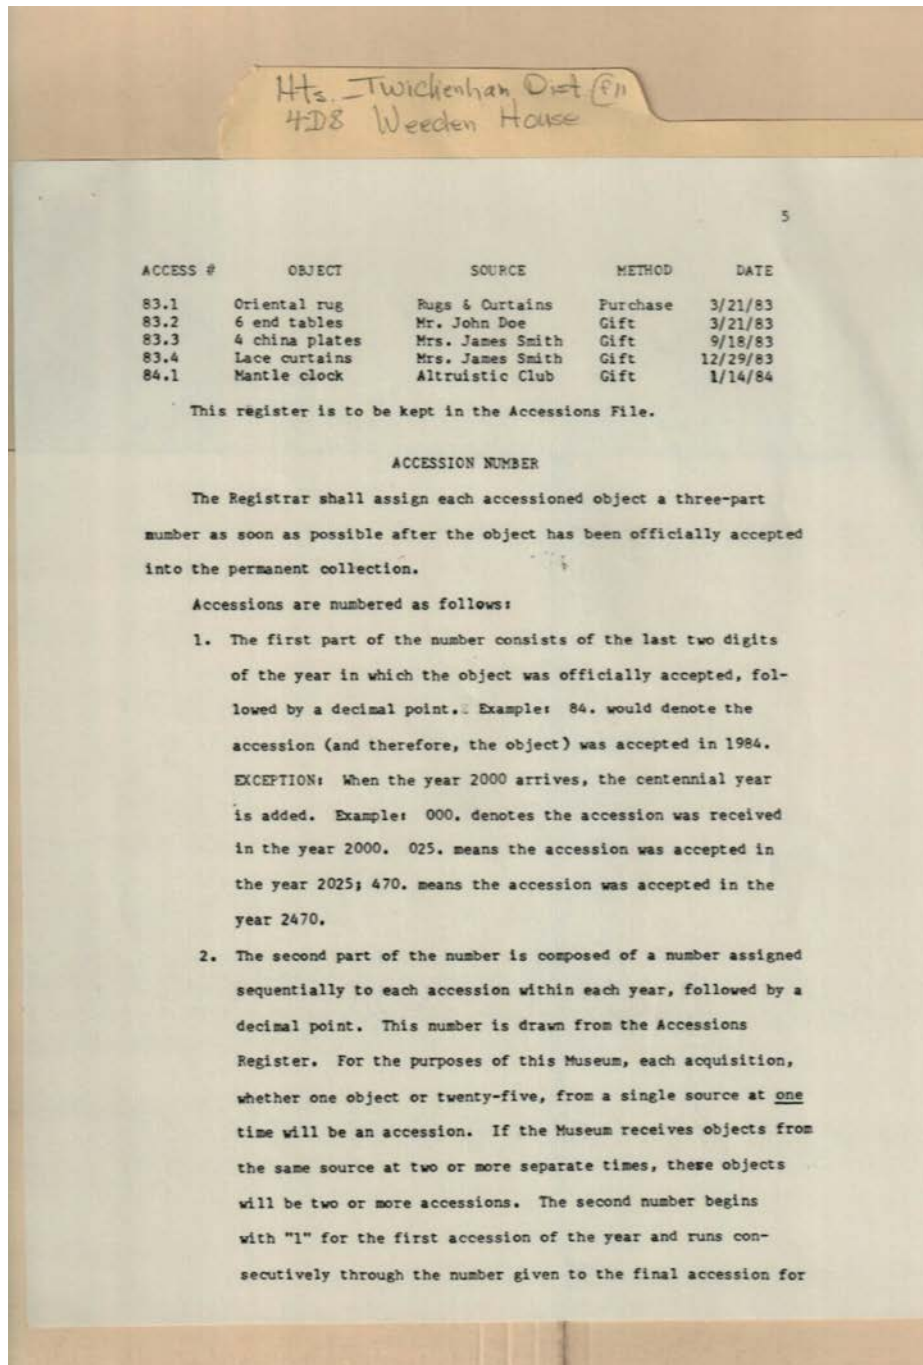 Hts. Twickenham Dist
4-D8 Weeden House
5
ACCESS # OBJECT SOURCE METHOD DATE
83.1 Oriental rug Rugs & Curtains Purchase 3/21/83
83.2 6 end tables Mr. John Doe Gift 3/21/83
83.3 4 china plates Mrs. James Smith Gift 9/18/83
83.4 Lace curtains Mrs. James Smith Gift 12/29/83
84.1 Mantle clock Altruistic Club Gift 1/14/84
This register is to be kept in the Accessions File.
ACCESSION NUMBER
The Registrar shall assign each accessioned object a three-part
number as soon as possible after the object has been officially accepted
into the permanent collection.
Accessions are numbered as follows:
1. The first part of the number consists of the last two digits
of the year in which the object was officially accepted, fol-
lowed by a decimal point. Example: 84. would denote the
accession (and therefore, the object) was accepted in 1984.
EXCEPTION: When the year 2000 arrives, the centennial year
is added. Example: 000. denotes the accession was received
in the year 2000. 025. means the accession was accepted in
the year 2025; 470. means the accession was accepted in the
year 2470.
2. The second part of the number is composed of a number assigned
sequentially to each accession within each year, followed by a
decimal point. This number is drawn from the Accessions
Register. For the purposes of this Museum, each acquisition,
whether one object or twenty-five, from a single source at one
time will be an accession. If the Museum receives objects from
the same source at two or more separate times, these objects
will be two or more accessions. The second number begins
with "1" for the first accession of the year and runs con-
secutively through the number given to the final accession for